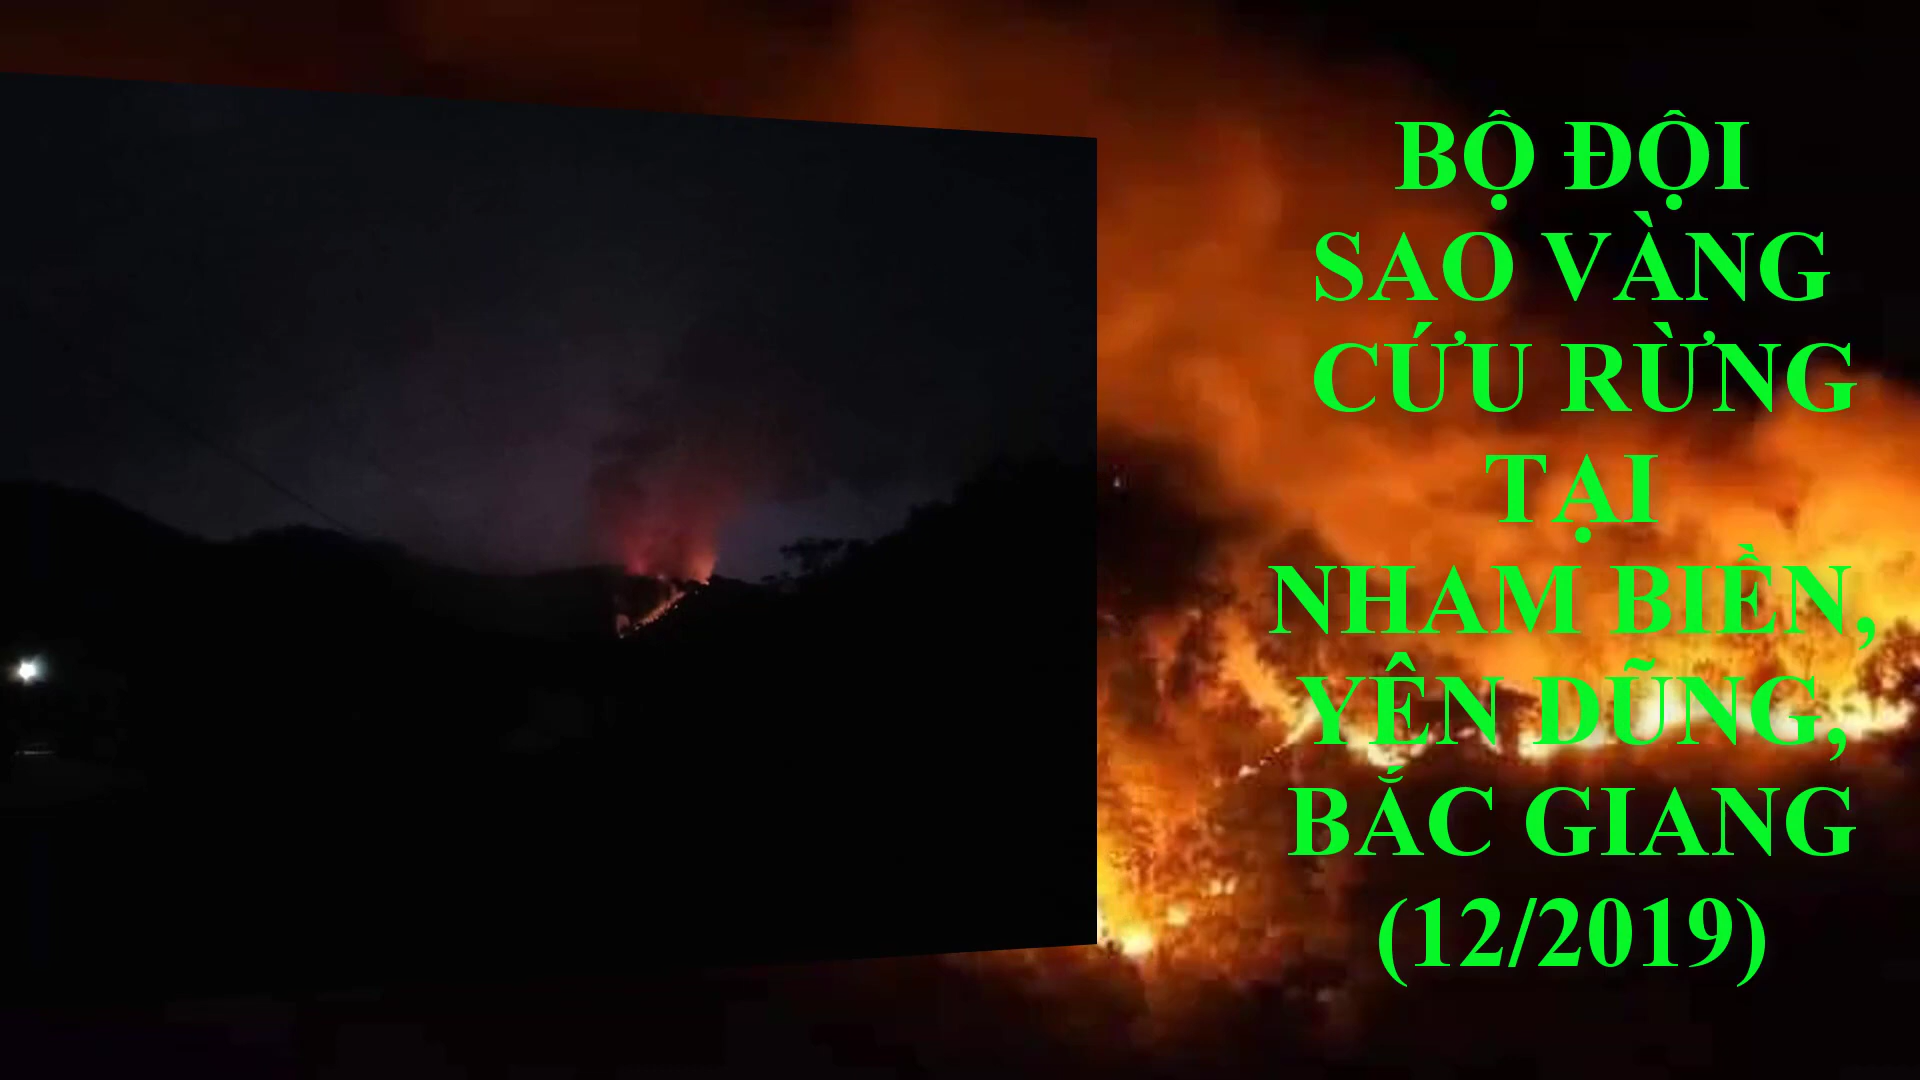 BỘ ĐỘI
SAO VÀNG
CỨU RỪNG
TẠI
NHAM BIỀN,
YÊN DŨNG,
BẮC GIANG
(12/2019)